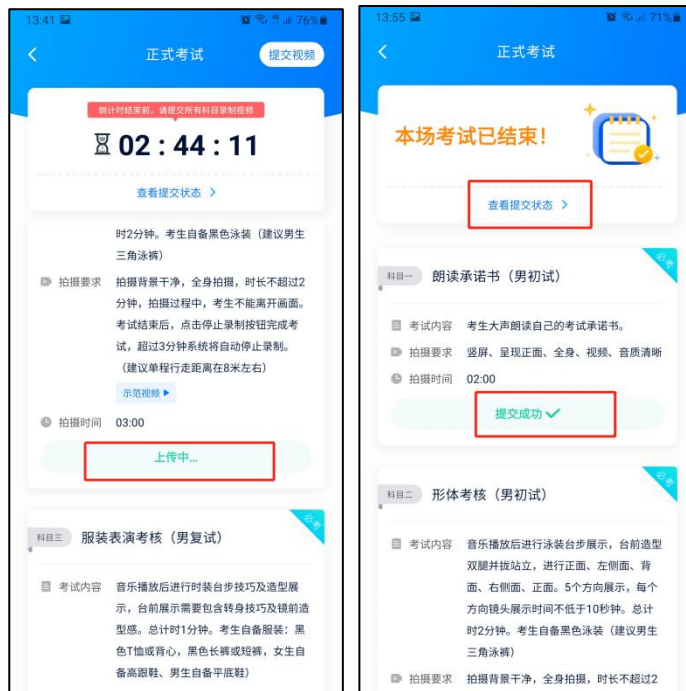 13:41
76%
正式考试
提交视频
倒计时结束前，请提交所有科目录制视频
02 : 44 : 11
查看提交状态 >
时2分钟。考生自备黑色泳装（建议男生
三角泳裤）
拍摄要求 拍摄背景干净，全身拍摄，时长不超过2
分钟，拍摄过程中，考生不能离开画面。
考试结束后，点击停止录制按钮完成考
试，超过3分钟系统将自动停止录制。
（建议单程行走距离在8米左右）
示范视频
拍摄时间 03:00
上传中...
必考
科目三 服装表演考核（男复试）
考试内容 音乐播放后进行时装台步技巧及造型展
示，台前展示需要包含转身技巧及镜前造
型感。总计时1分钟。考生自备服装：黑
色T恤或背心，黑色长裤或短裤，女生自
备高跟鞋、男生自备平底鞋）
13:55
71%
正式考试
本场考试已结束！
查看提交状态 >
必考
科目一 朗读承诺书（男初试）
考试内容 考生大声朗读自己的考试承诺书。
拍摄要求 竖屏、呈现正面、全身、视频、音质清晰
拍摄时间 02:00
提交成功
必考
科目二 形体考核（男初试）
考试内容 音乐播放后进行泳装台步展示，台前造型
双腿并拢站立，进行正面、左侧面、背
面、右侧面、正面。5个方向展示，每个
方向镜头展示时间不低于10秒钟。总计
时2分钟。考生自备黑色泳装（建议男生
三角泳裤）
拍摄要求 拍摄背景干净，全身拍摄，时长不超过2